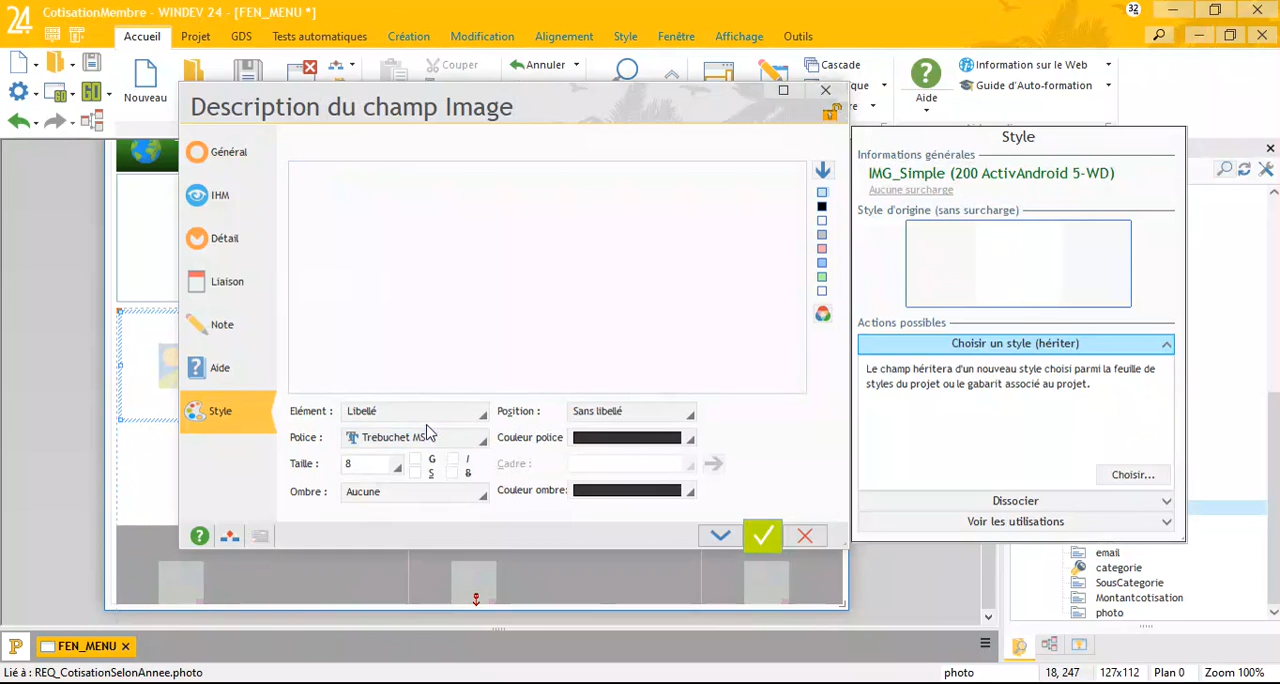 24
CotisationMembre - WINDEV 24 - [FEN_MENU *]
32
Accueil
Projet
GDS
Tests automatiques
Création
Modification
Alignement
Style
Fenêtre
Affichage
Outils
Nouveau
Couper
Annuler
Cascade
que
Aide
Information sur le Web
Guide d'Auto-formation
GO
Description du champ Image
Général
IHM
Détail
Liaison
Note
Aide
Style
Elément :
Libellé
Position :
Sans libellé
Police :
Trebuchet MS
Couleur police
Taille :
8
G
I
S
B
Cadre :
Ombre :
Aucune
Couleur ombre:
Style
Informations générales
IMG_Simple (200 ActivAndroid 5-WD)
Aucune surcharge
Style d'origine (sans surcharge)
Actions possibles
Choisir un style (hériter)
Le champ héritera d'un nouveau style choisi parmi la feuille de
styles du projet ou le gabarit associé au projet.
Choisir...
Dissocier
Voir les utilisations
email
categorie
SousCategorie
Montantcotisation
photo
P
FEN_MENU
Lié à : REQ_CotisationSelonAnnee.photo
photo
18, 247
127x112
Plan 0
Zoom 100%